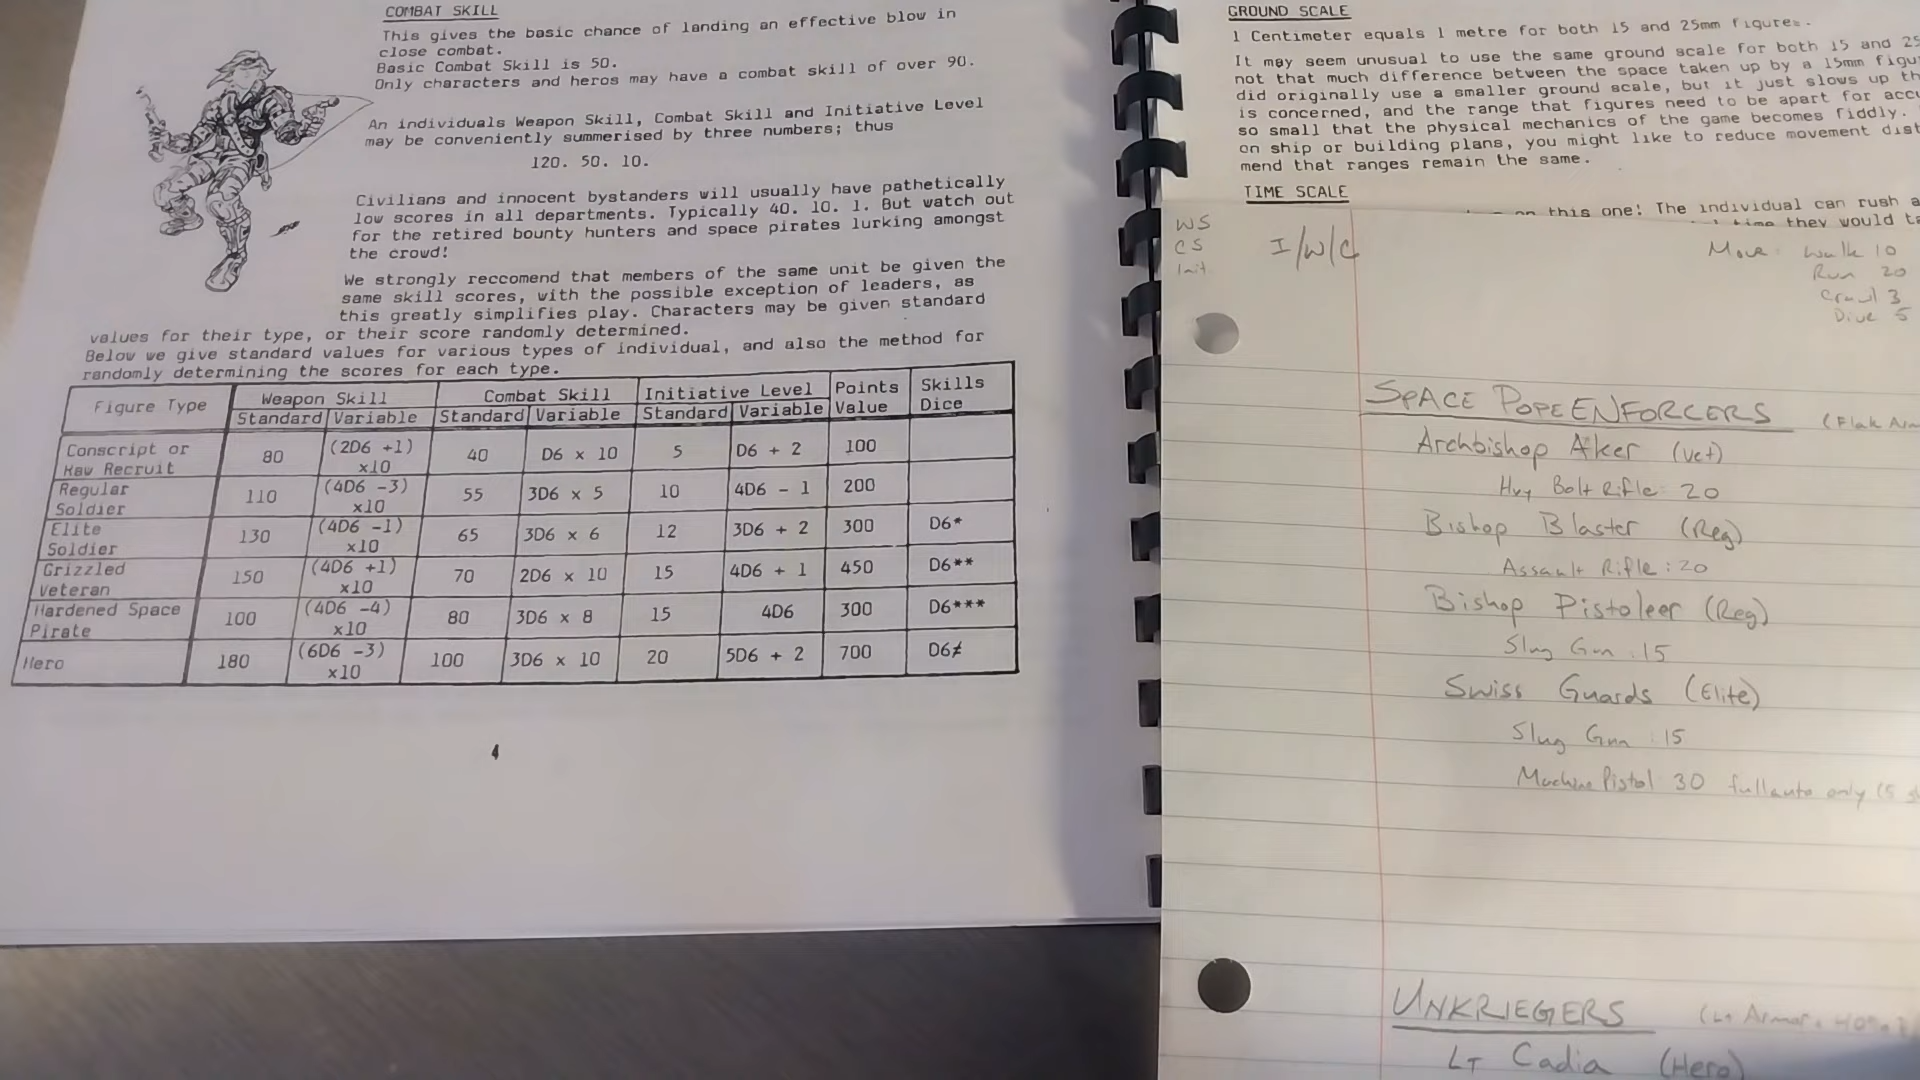 COMBAT SKILL
This gives the basic chance of landing an effective blow in
close combat.
Basic Combat Skill is 50.
Only characters and heros may have a combat skill of over 90.
An individuals Weapon Skill, Combat Skill and Initiative Level
may be conveniently summerised by three numbers; thus
120. 50. 10.
Civilians and innocent bystanders will usually have pathetically
low scores in all departments. Typically 40. 10. 1. But watch out
for the retired bounty hunters and space pirates lurking amongst
the crowd!
We strongly reccomend that members of the same unit be given the
same skill scores, with the possible exception of leaders, as
this greatly simplifies play. Characters may be given standard
values for their type, or their score randomly determined.
Below we give standard values for various types of individual, and also the method for
randomly determining the scores for each type.
Figure Type Weapon Skill Combat Skill Initiative Level Points Value Skills Dice
Standard Variable Standard Variable Standard Variable
Conscript or Raw Recruit 80 (2D6 +1) x10 40 D6 x 10 5 D6 + 2 100
Regular Soldier 110 (4D6 -3) x10 55 3D6 x 5 10 4D6 - 1 200
Elite Soldier 130 (4D6 -1) x10 65 3D6 x 6 12 3D6 + 2 300 D6*
Grizzled Veteran 150 (4D6 +1) x10 70 2D6 x 10 15 4D6 + 1 450 D6**
Hardened Space Pirate 100 (4D6 -4) x10 80 3D6 x 8 15 4D6 300 D6***
Hero 180 (6D6 -3) x10 100 3D6 x 10 20 5D6 + 2 700 D6≠
4
GROUND SCALE
1 Centimeter equals 1 metre for both 15 and 25mm figures.
It may seem unusual to use the same ground scale for both 15 and 25
not that much difference between the space taken up by a 15mm figu
did originally use a smaller ground scale, but it just slows up th
is concerned, and the range that figures need to be apart for accu
so small that the physical mechanics of the game becomes fiddly.
on ship or building plans, you might like to reduce movement dist
mend that ranges remain the same.
TIME SCALE
on this one! The individual can rush a
time they would ta
WS
CS
Init.
I/W/C
Move: Walk 10
Run 20
Crawl 3
Dive 5
SPACE POPE ENFORCERS (Flak Arm
Archbishop Aker (Vet)
Hvy Bolt Rifle: 20
Bishop Blaster (Reg)
Assault Rifle: 20
Bishop Pistoleer (Reg)
Slug Gun: 15
Swiss Guards (Elite)
Slug Gun: 15
Machine Pistol 30 full auto only (5 s
UNKRIEGERS (Lt Armor,
LT Cadia (Hero)